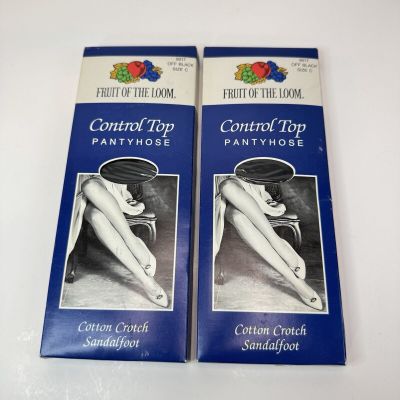 OFF BLACK
SIZE C
FRUIT OF THE LOOM.
Control Top
PANTYHOSE
Cotton Crotch
Sandalfoot
OFF BLACK
SIZE C
FRUIT OF THE LOOM.
Control Top
PANTYHOSE
Cotton Crotch
Sandalfoot